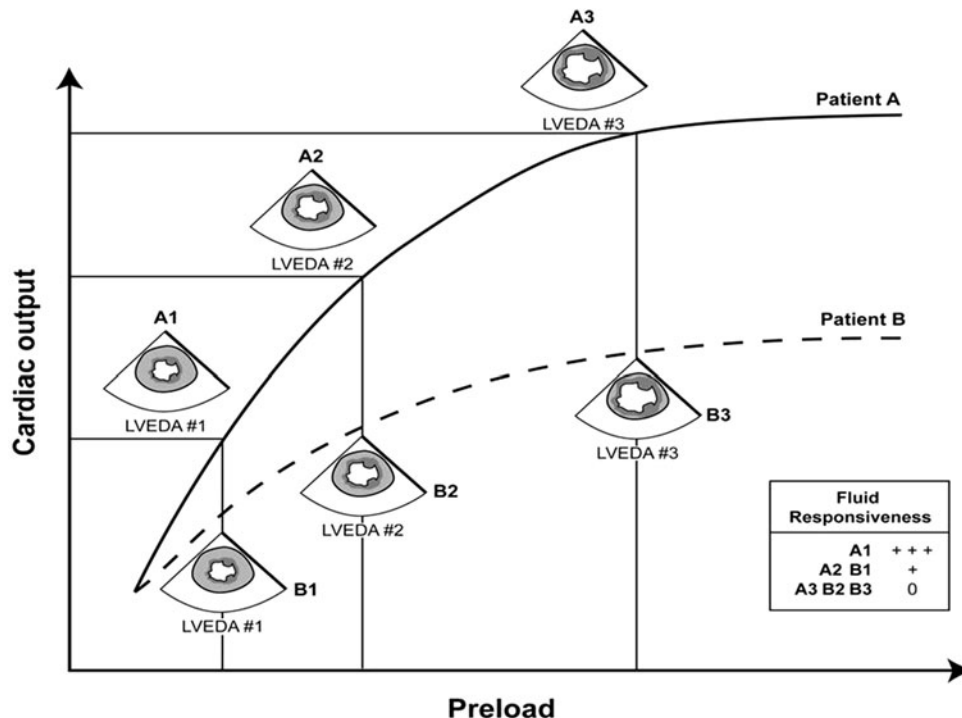 A3
Patient A
LVEDA #3
A2
LVEDA #2
A1
LVEDA #1
Patient B
B3
LVEDA #3
B2
LVEDA #2
B1
LVEDA #1
Cardiac output
Preload
Fluid
Responsiveness
A1 + + +
A2 B1 +
A3 B2 B3 0